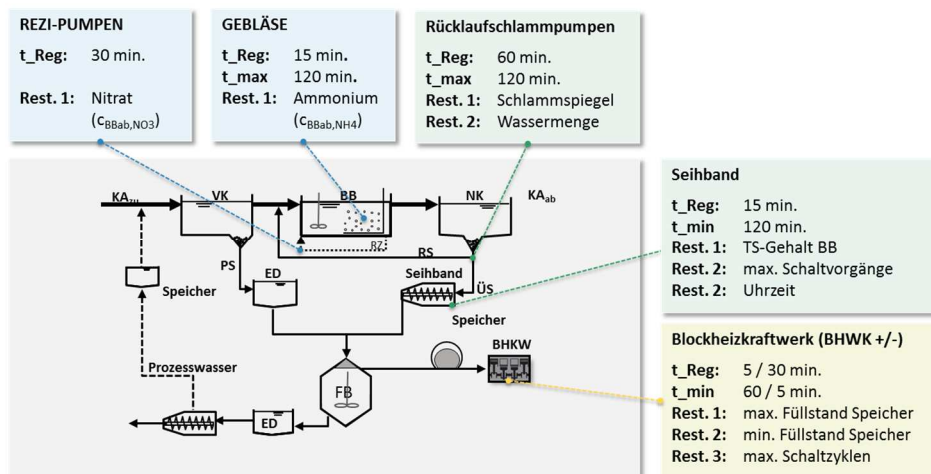 REZI-PUMPEN
t_Reg: 30 min.
Rest. 1: Nitrat
(cBBab,NO3)
GEBLÄSE
t_Reg: 15 min.
t_max 120 min.
Rest. 1: Ammonium
(cBBab,NH4)
Rücklaufschlammpumpen
t_Reg: 60 min.
t_max 120 min.
Rest. 1: Schlammspiegel
Rest. 2: Wassermenge
Seihband
t_Reg: 15 min.
t_min 120 min.
Rest. 1: TS-Gehalt BB
Rest. 2: max. Schaltvorgänge
Rest. 2: Uhrzeit
Blockheizkraftwerk (BHWK +/-)
t_Reg: 5 / 30 min.
t_min 60 / 5 min.
Rest. 1: max. Füllstand Speicher
Rest. 2: min. Füllstand Speicher
Rest. 3: max. Schaltzyklen
VK
BB
NK
KAab
RZ
RS
PS
ED
Seihband
ÜS
Speicher
Speicher
BHKW
Prozesswasser
FB
ED